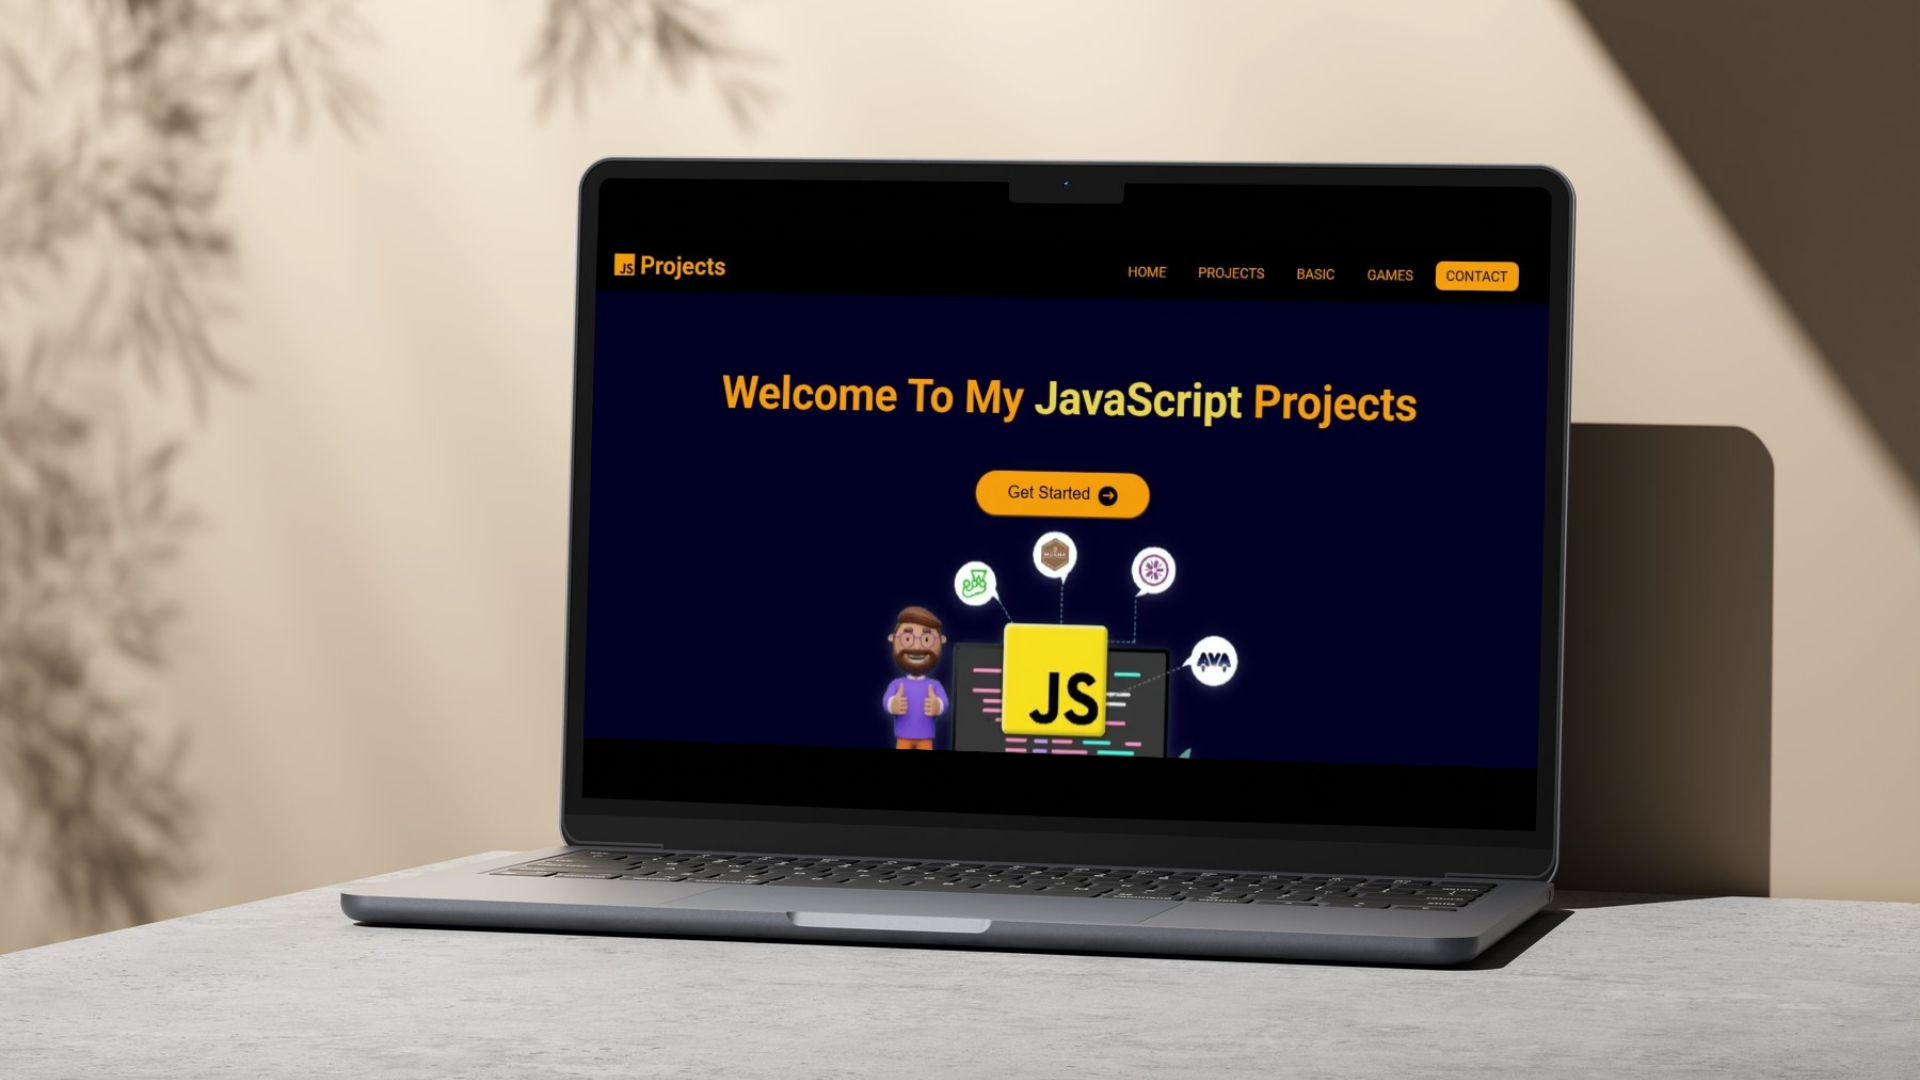 JS Projects
HOME PROJECTS BASIC GAMES CONTACT
Welcome To My JavaScript Projects
Get Started
JS
AVA